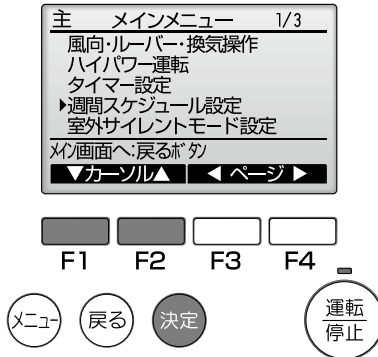 主 メインメニュー 1/3
風向・ルーバー・換気操作
ハイパワー運転
タイマー設定
▶週間スケジュール設定
室外サイレントモード設定
メイン画面へ:戻るボタン
▼カーソル▲ ◀ ページ ▶
F1 F2 F3 F4
メニュー 戻る 決定 運転
停止